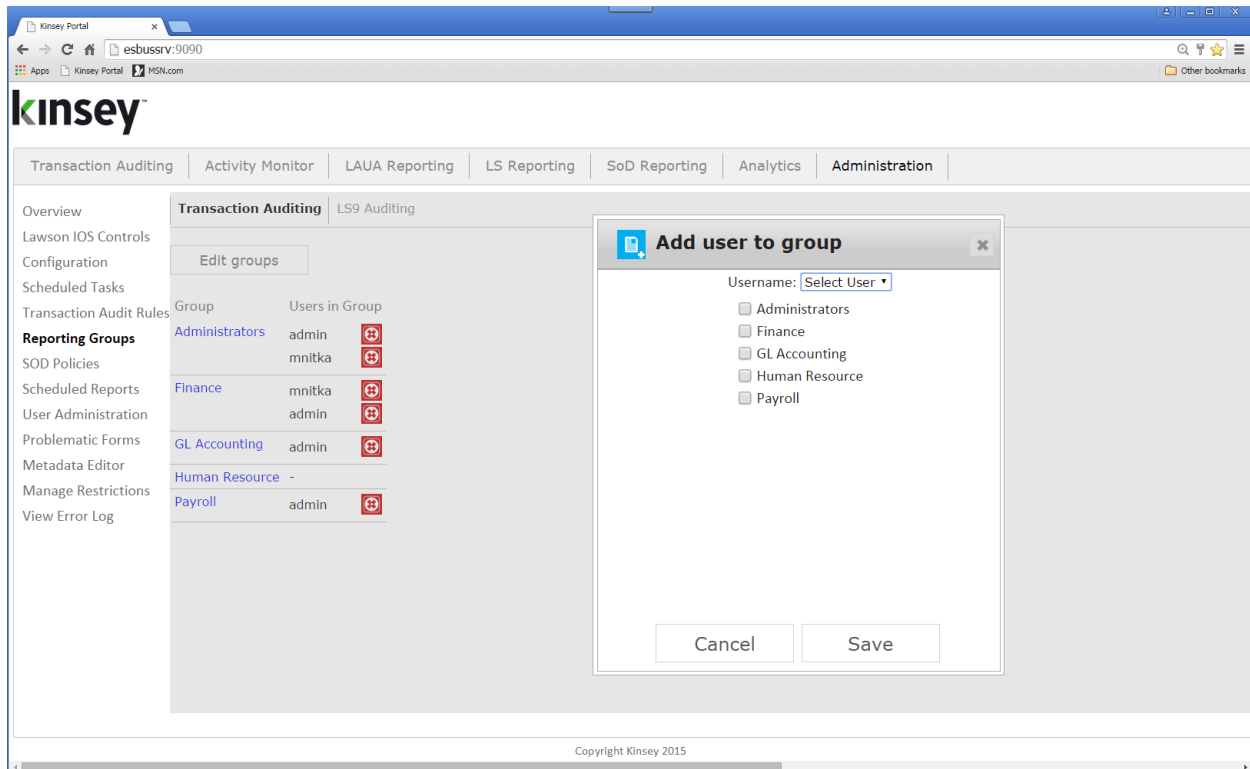 Kinsey Portal
esbussrv:9090
Apps Kinsey Portal MSN.com Other bookmarks
kinsey™
Transaction Auditing Activity Monitor LAUA Reporting LS Reporting SoD Reporting Analytics Administration
Overview
Lawson IOS Controls
Configuration
Scheduled Tasks
Transaction Audit Rules
Reporting Groups
SOD Policies
Scheduled Reports
User Administration
Problematic Forms
Metadata Editor
Manage Restrictions
View Error Log
Transaction Auditing LS9 Auditing
Edit groups
Group Users in Group
Administrators admin
mnitka
Finance mnitka
admin
GL Accounting admin
Human Resource -
Payroll admin
Add user to group
Username: Select User
Administrators
Finance
GL Accounting
Human Resource
Payroll
Cancel Save
Copyright Kinsey 2015